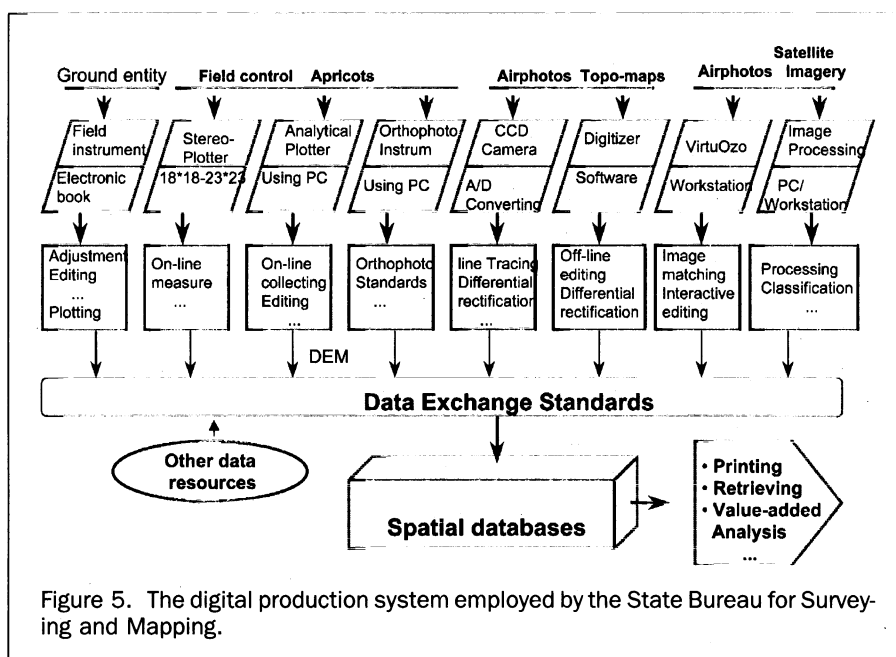 Satellite
Ground entity Field control Apricots Airphotos Topo-maps Airphotos Imagery
Field
instrument
Electronic
book
Stereo-
Plotter
18*18-23*23
Analytical
Plotter
Using PC
Orthophoto
Instrum
Using PC
CCD
Camera
A/D
Converting
Digitizer
Software
VirtuOzo
Workstation
Image
Processing
PC/
Workstation
Adjustment
Editing
...
Plotting
On-line
measure
...
On-line
collecting
Editing
...
Orthophoto
Standards
...
line Tracing
Differential
rectification
...
Off-line
editing
Differential
rectification
Image
matching
Interactive
editing
Processing
Classification
...
DEM
Data Exchange Standards
Other data
resources
Spatial databases
• Printing
• Retrieving
• Value-added
Analysis
...
Figure 5. The digital production system employed by the State Bureau for Survey-
ing and Mapping.